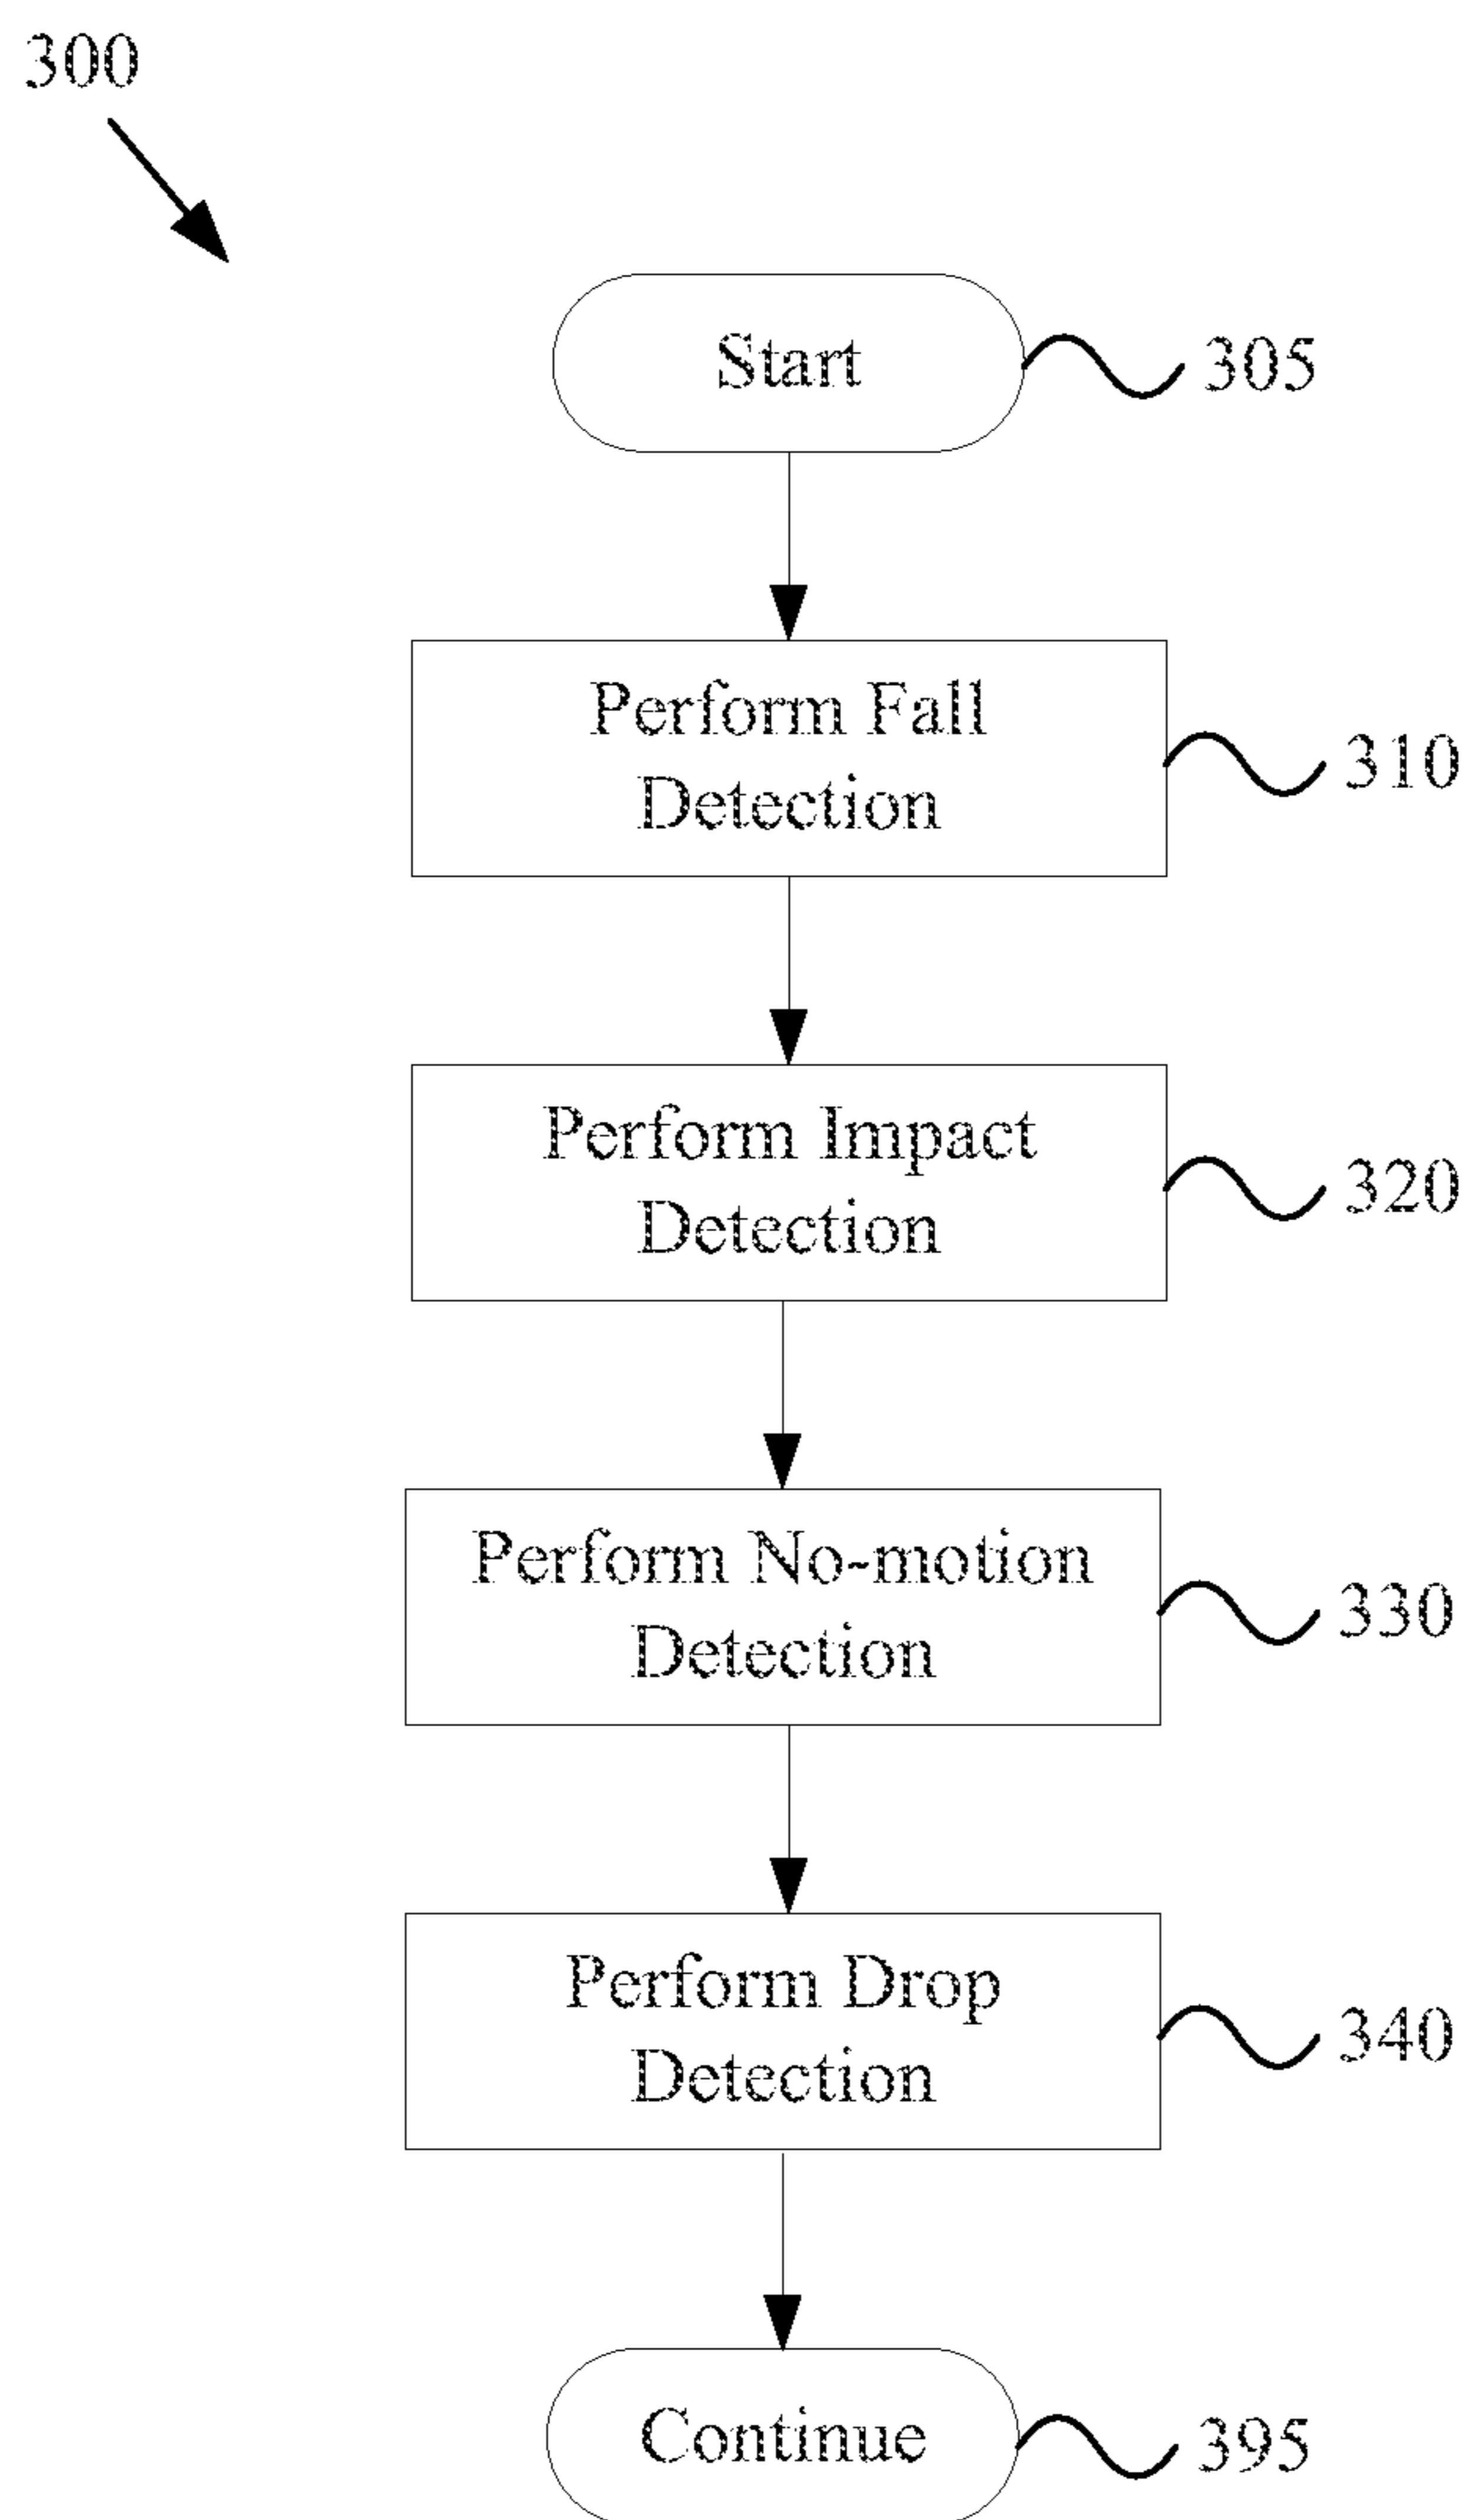 300
Start
305
Perform Fall
Detection
310
Perform Impact
Detection
320
Perform No-motion
Detection
330
Perform Drop
Detection
340
Continue
395